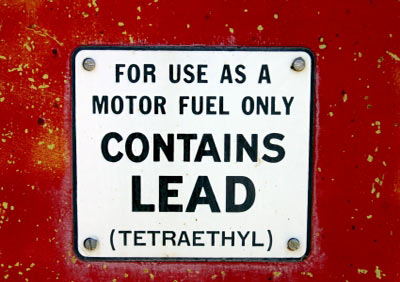 FOR USE AS A
MOTOR FUEL ONLY
CONTAINS
LEAD
(TETRAETHYL)